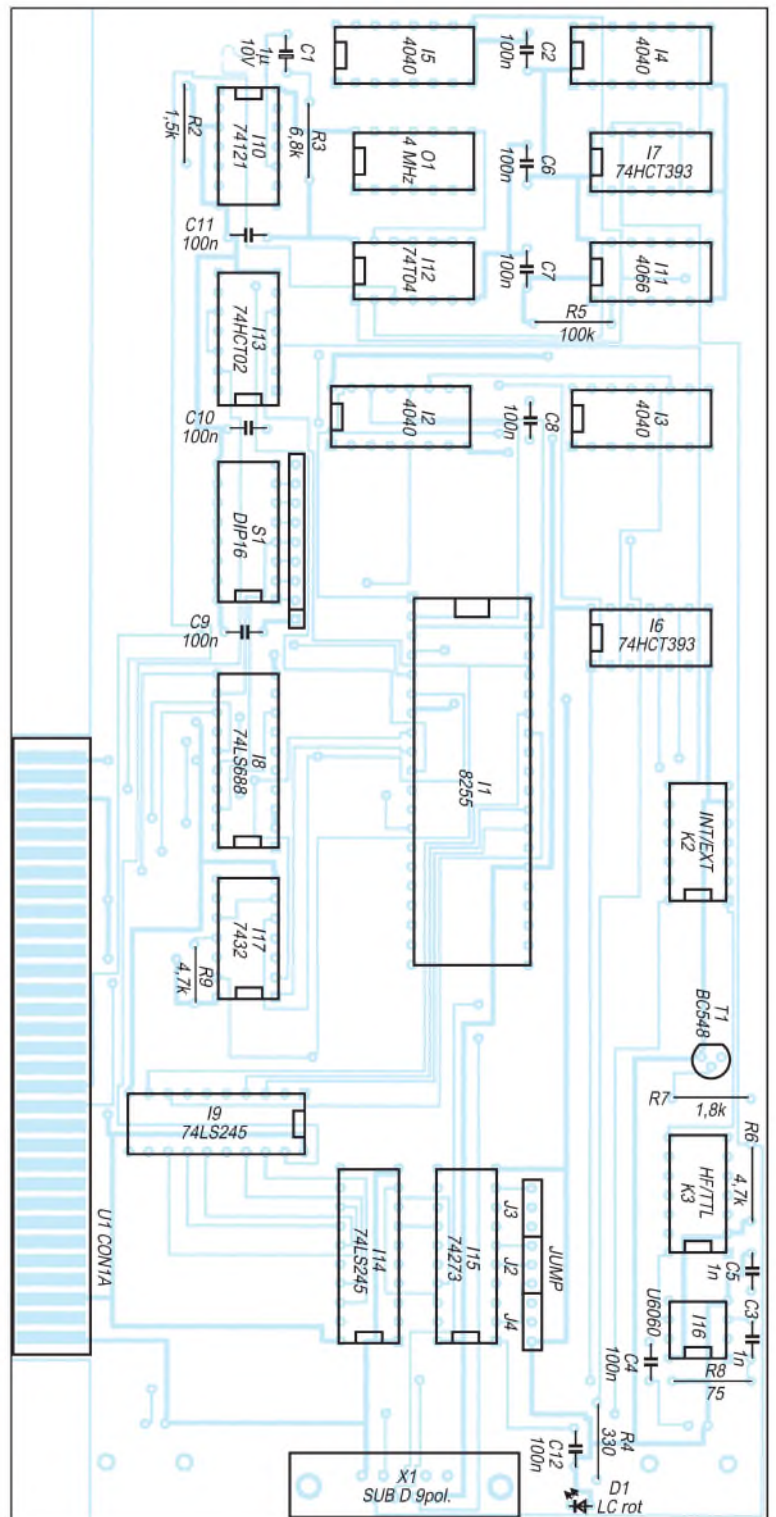 C1
1µ
10V
I5
4040
C2
100n
I4
4040
R2
1,5k
I10
74121
R3
6,8k
O1
4 MHz
C6
100n
I7
74HCT393
C11
100n
I12
74T04
C7
100n
I11
4066
R5
100k
I13
74HCT02
C10
100n
I2
4040
C8
100n
I3
4040
S1
DIP16
C9
100n
I6
74HCT393
I8
74LS688
I1
8255
INT/EXT
K2
I17
7432
R9
4,7k
T1
BC548
R7
1,8k
I9
74LS245
R6
4,7k
HF/TTL
K3
U1 CON1A
I14
74LS245
I15
74273
J3
J2
J4
JUMP
C5
1n
C3
1n
U6060
I16
C4
100n
R8
75
R4
330
C12
100n
X1
SUB D 9pol.
D1
LC rot